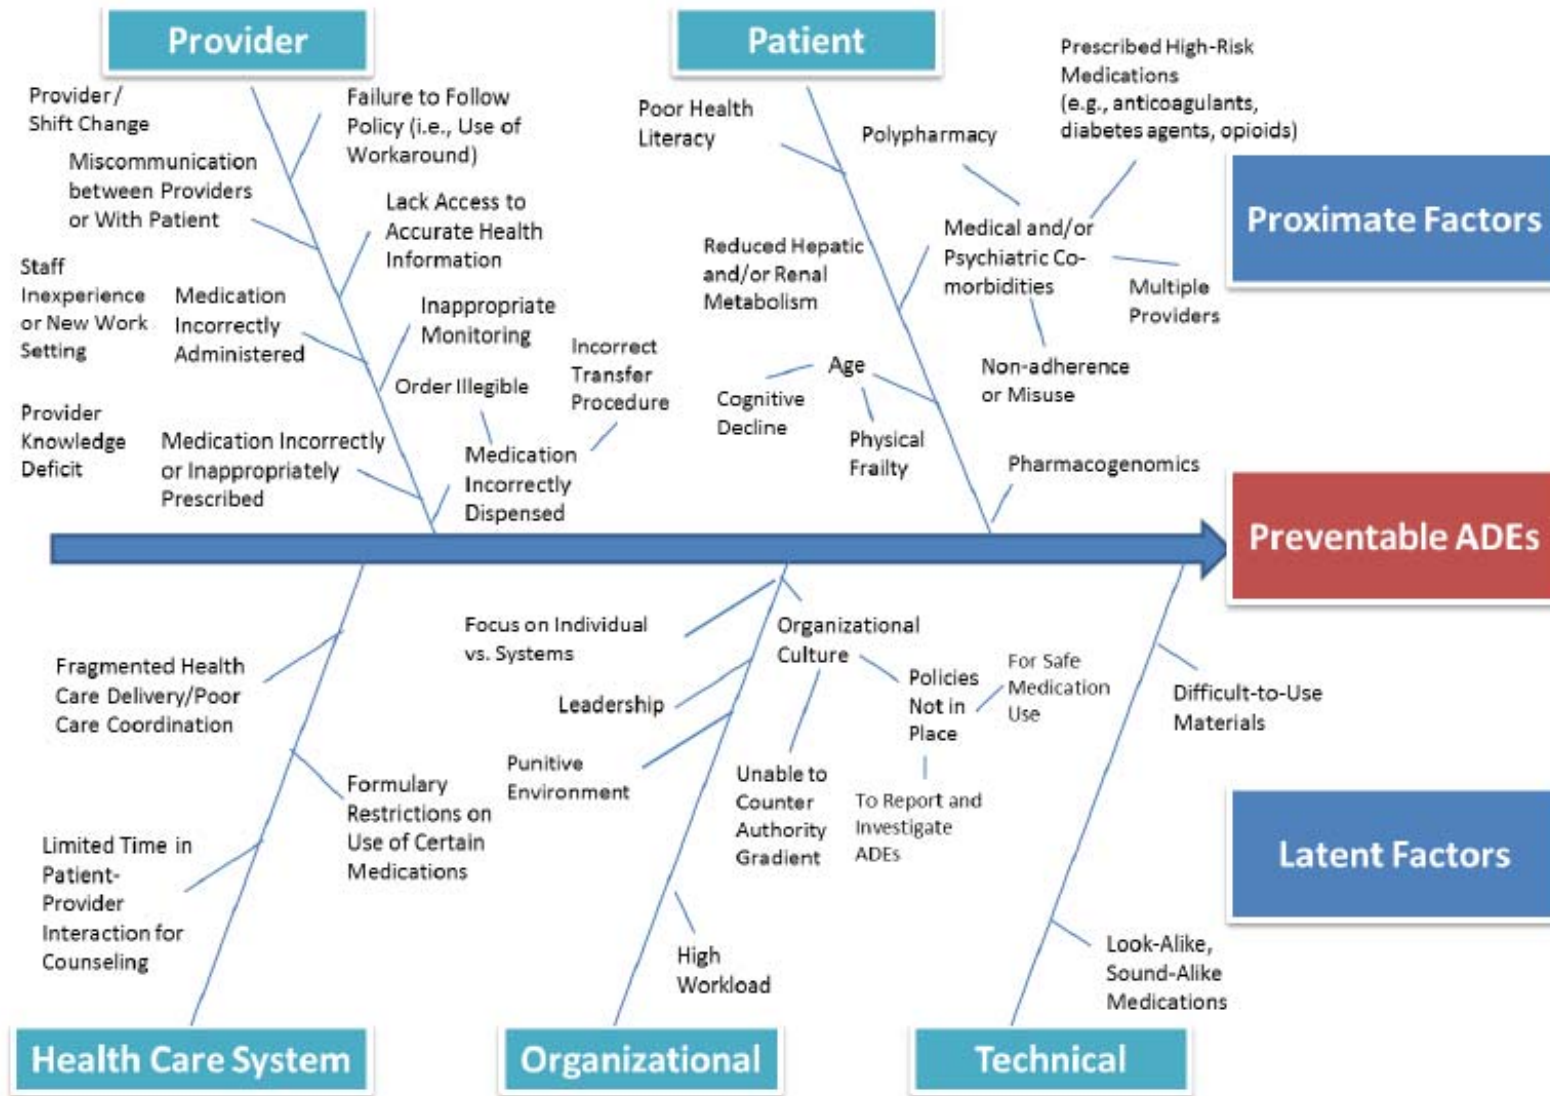 Provider
Patient
Provider/
Shift Change
Failure to Follow
Policy (i.e., Use of
Workaround)
Miscommunication
between Providers
or With Patient
Lack Access to
Accurate Health
Information
Staff
Inexperience
or New Work
Setting
Medication
Incorrectly
Administered
Inappropriate
Monitoring
Order Illegible
Incorrect
Transfer
Procedure
Provider
Knowledge
Deficit
Medication Incorrectly
or Inappropriately
Prescribed
Medication
Incorrectly
Dispensed
Poor Health
Literacy
Polypharmacy
Prescribed High-Risk
Medications
(e.g., anticoagulants,
diabetes agents, opioids)
Reduced Hepatic
and/or Renal
Metabolism
Medical and/or
Psychiatric Co-
morbidities
Multiple
Providers
Non-adherence
or Misuse
Age
Cognitive
Decline
Physical
Frailty
Pharmacogenomics
Proximate Factors
Preventable ADEs
Latent Factors
Fragmented Health
Care Delivery/Poor
Care Coordination
Formulary
Restrictions on
Use of Certain
Medications
Limited Time in
Patient-
Provider
Interaction for
Counseling
Focus on Individual
vs. Systems
Leadership
Punitive
Environment
Organizational
Culture
Policies
Not in
Place
For Safe
Medication
Use
To Report and
Investigate
ADEs
Unable to
Counter
Authority
Gradient
High
Workload
Difficult-to-Use
Materials
Look-Alike,
Sound-Alike
Medications
Health Care System
Organizational
Technical